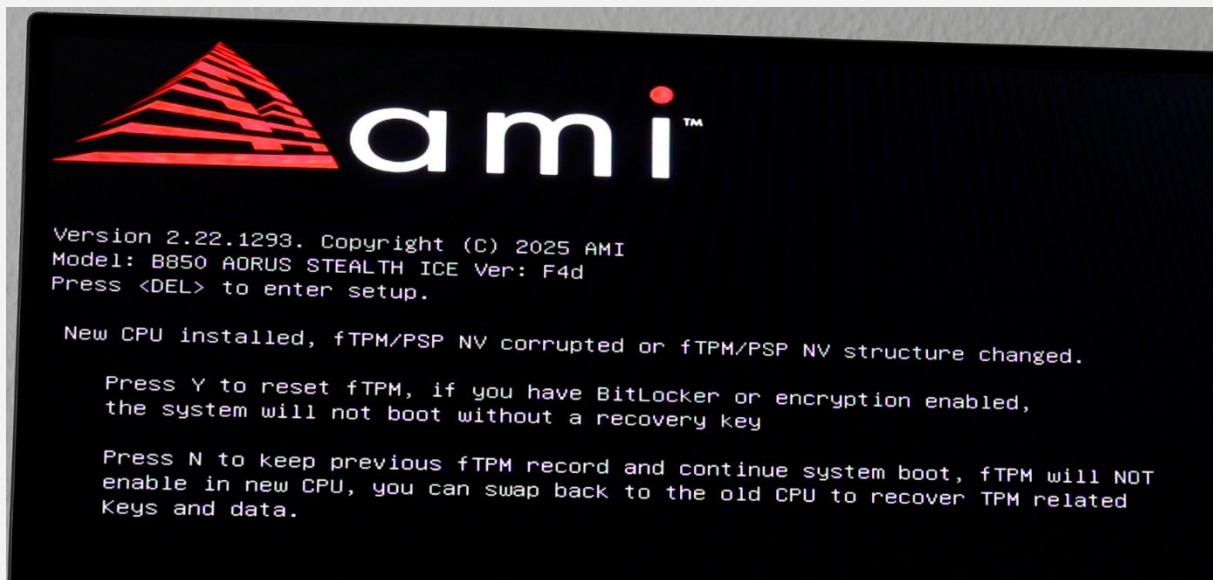 ami™
Version 2.22.1293. Copyright (C) 2025 AMI
Model: B850 AORUS STEALTH ICE Ver: F4d
Press <DEL> to enter setup.
New CPU installed, fTPM/PSP NV corrupted or fTPM/PSP NV structure changed.
Press Y to reset fTPM, if you have BitLocker or encryption enabled,
the system will not boot without a recovery key
Press N to keep previous fTPM record and continue system boot, fTPM will NOT
enable in new CPU, you can swap back to the old CPU to recover TPM related
Keys and data.